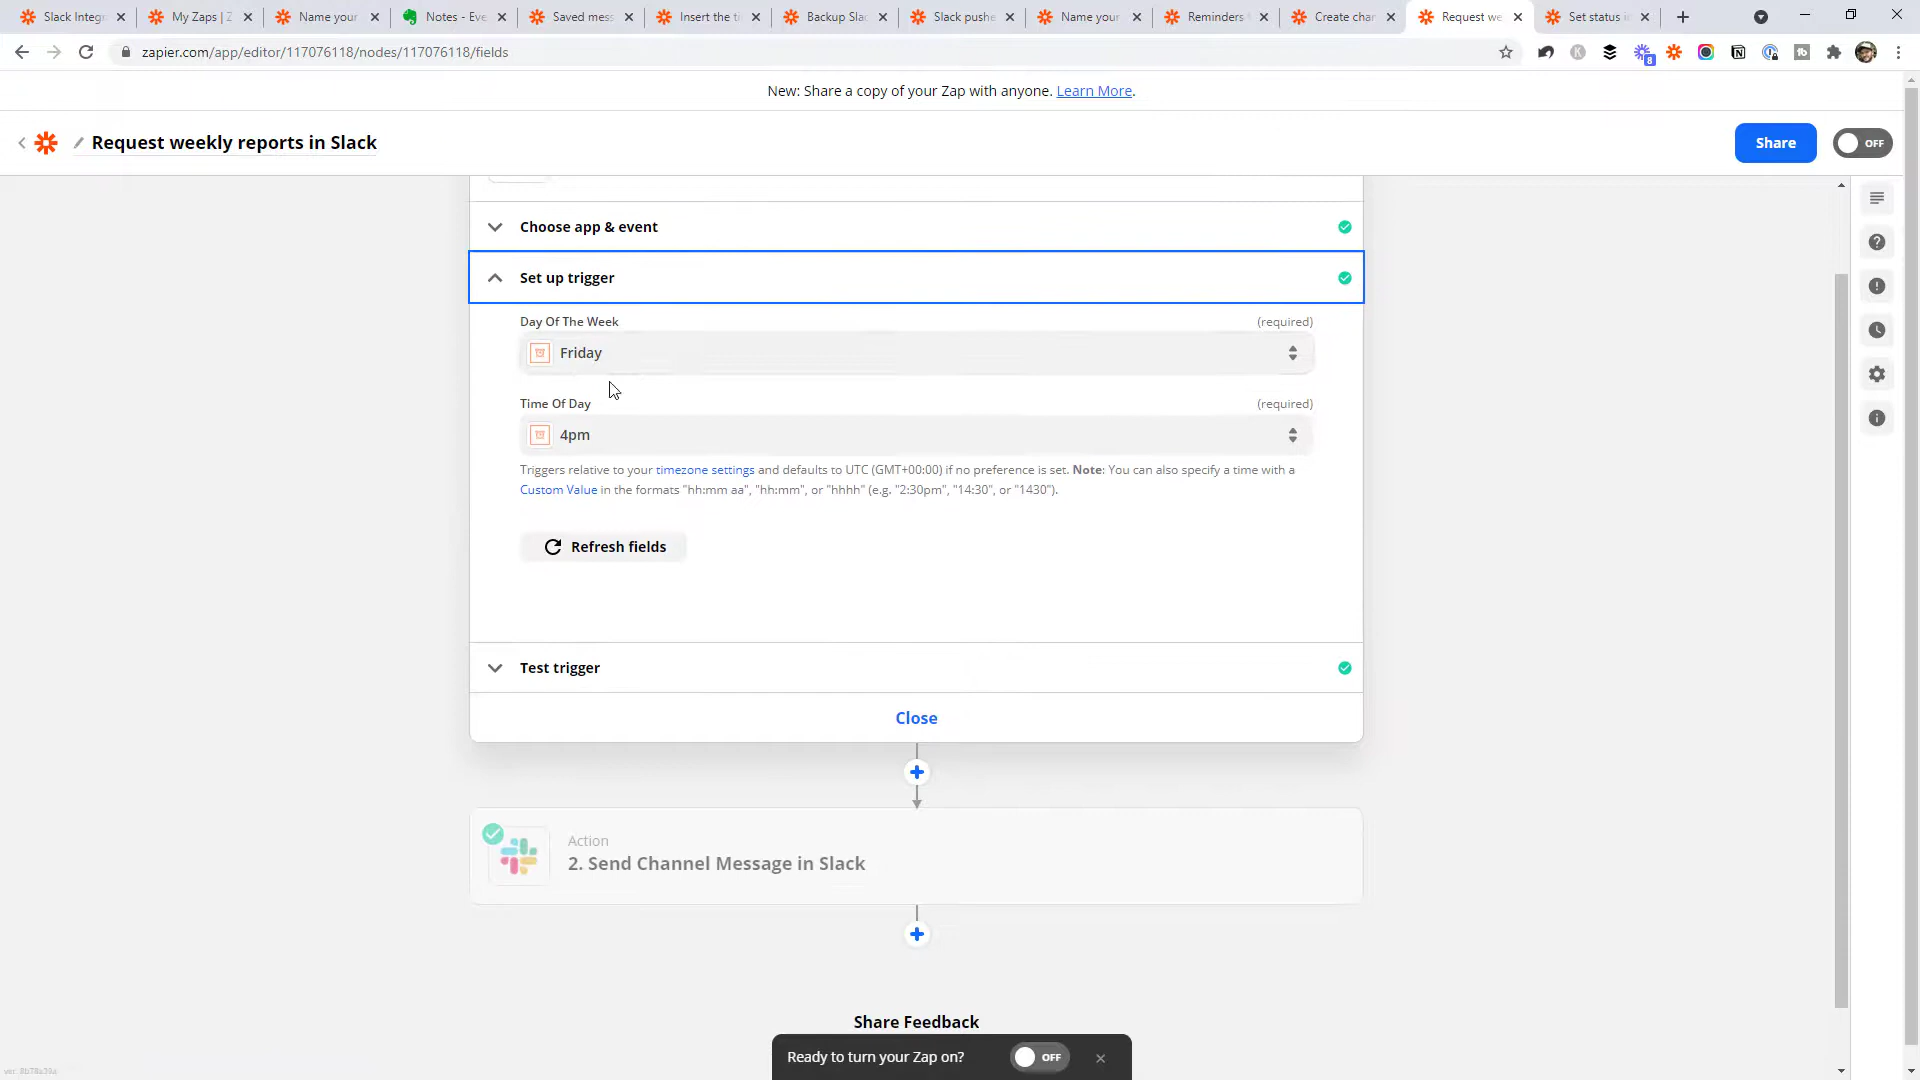 Slack Integ
My Zaps | Z
Name your
Notes - Eve
Saved mess
Insert the ti
Backup Slac
Slack pushe
Name your
Reminders
Create chan
Request we
Set status i
zapier.com/app/editor/117076118/nodes/117076118/fields
8
New: Share a copy of your Zap with anyone. Learn More.
Request weekly reports in Slack
Share
OFF
Choose app & event
Set up trigger
Day Of The Week
(required)
Friday
Time Of Day
(required)
4pm
Triggers relative to your timezone settings and defaults to UTC (GMT+00:00) if no preference is set. Note: You can also specify a time with a
Custom Value in the formats "hh:mm aa", "hh:mm", or "hhhh" (e.g. "2:30pm", "14:30", or "1430").
Refresh fields
Test trigger
Close
Action
2. Send Channel Message in Slack
Share Feedback
Ready to turn your Zap on?
OFF